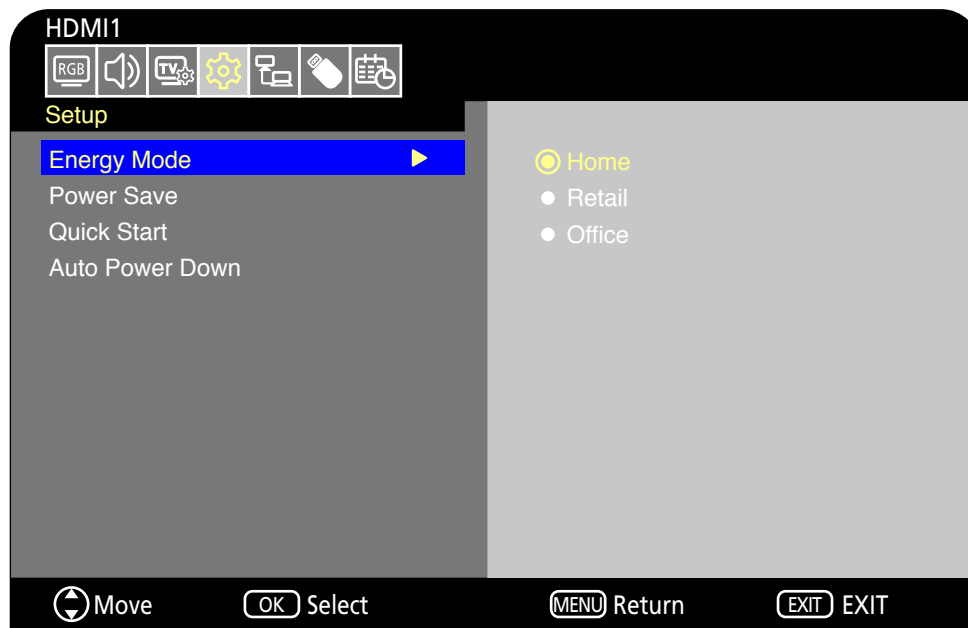 HDMI1
RGB TV
Setup
Energy Mode
Power Save
Quick Start
Auto Power Down
Home
Retail
Office
Move OK Select MENU Return EXIT EXIT